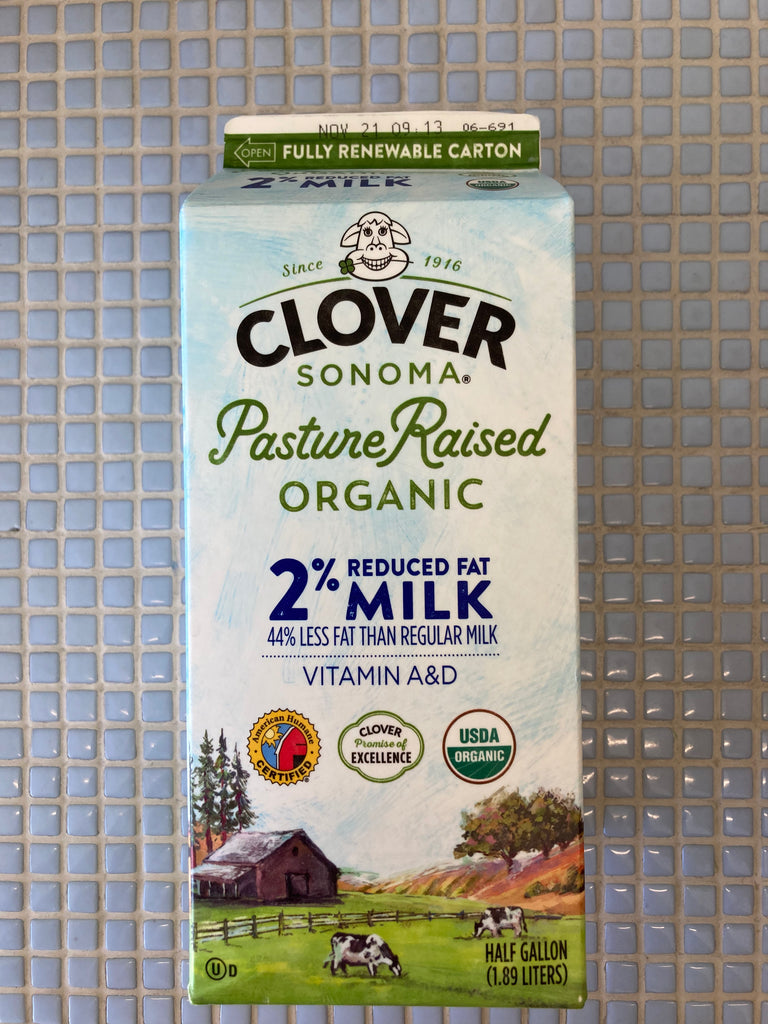 NOV 21 09:13 06-691
OPEN FULLY RENEWABLE CARTON
2% REDUCED FAT
MILK
Since 1916
CLOVER
SONOMA®
Pasture Raised
ORGANIC
2% REDUCED FAT
MILK
44% LESS FAT THAN REGULAR MILK
VITAMIN A&D
American Humane
CERTIFIED
CLOVER
Promise of
EXCELLENCE
USDA
ORGANIC
HALF GALLON
(1.89 LITERS)
U D